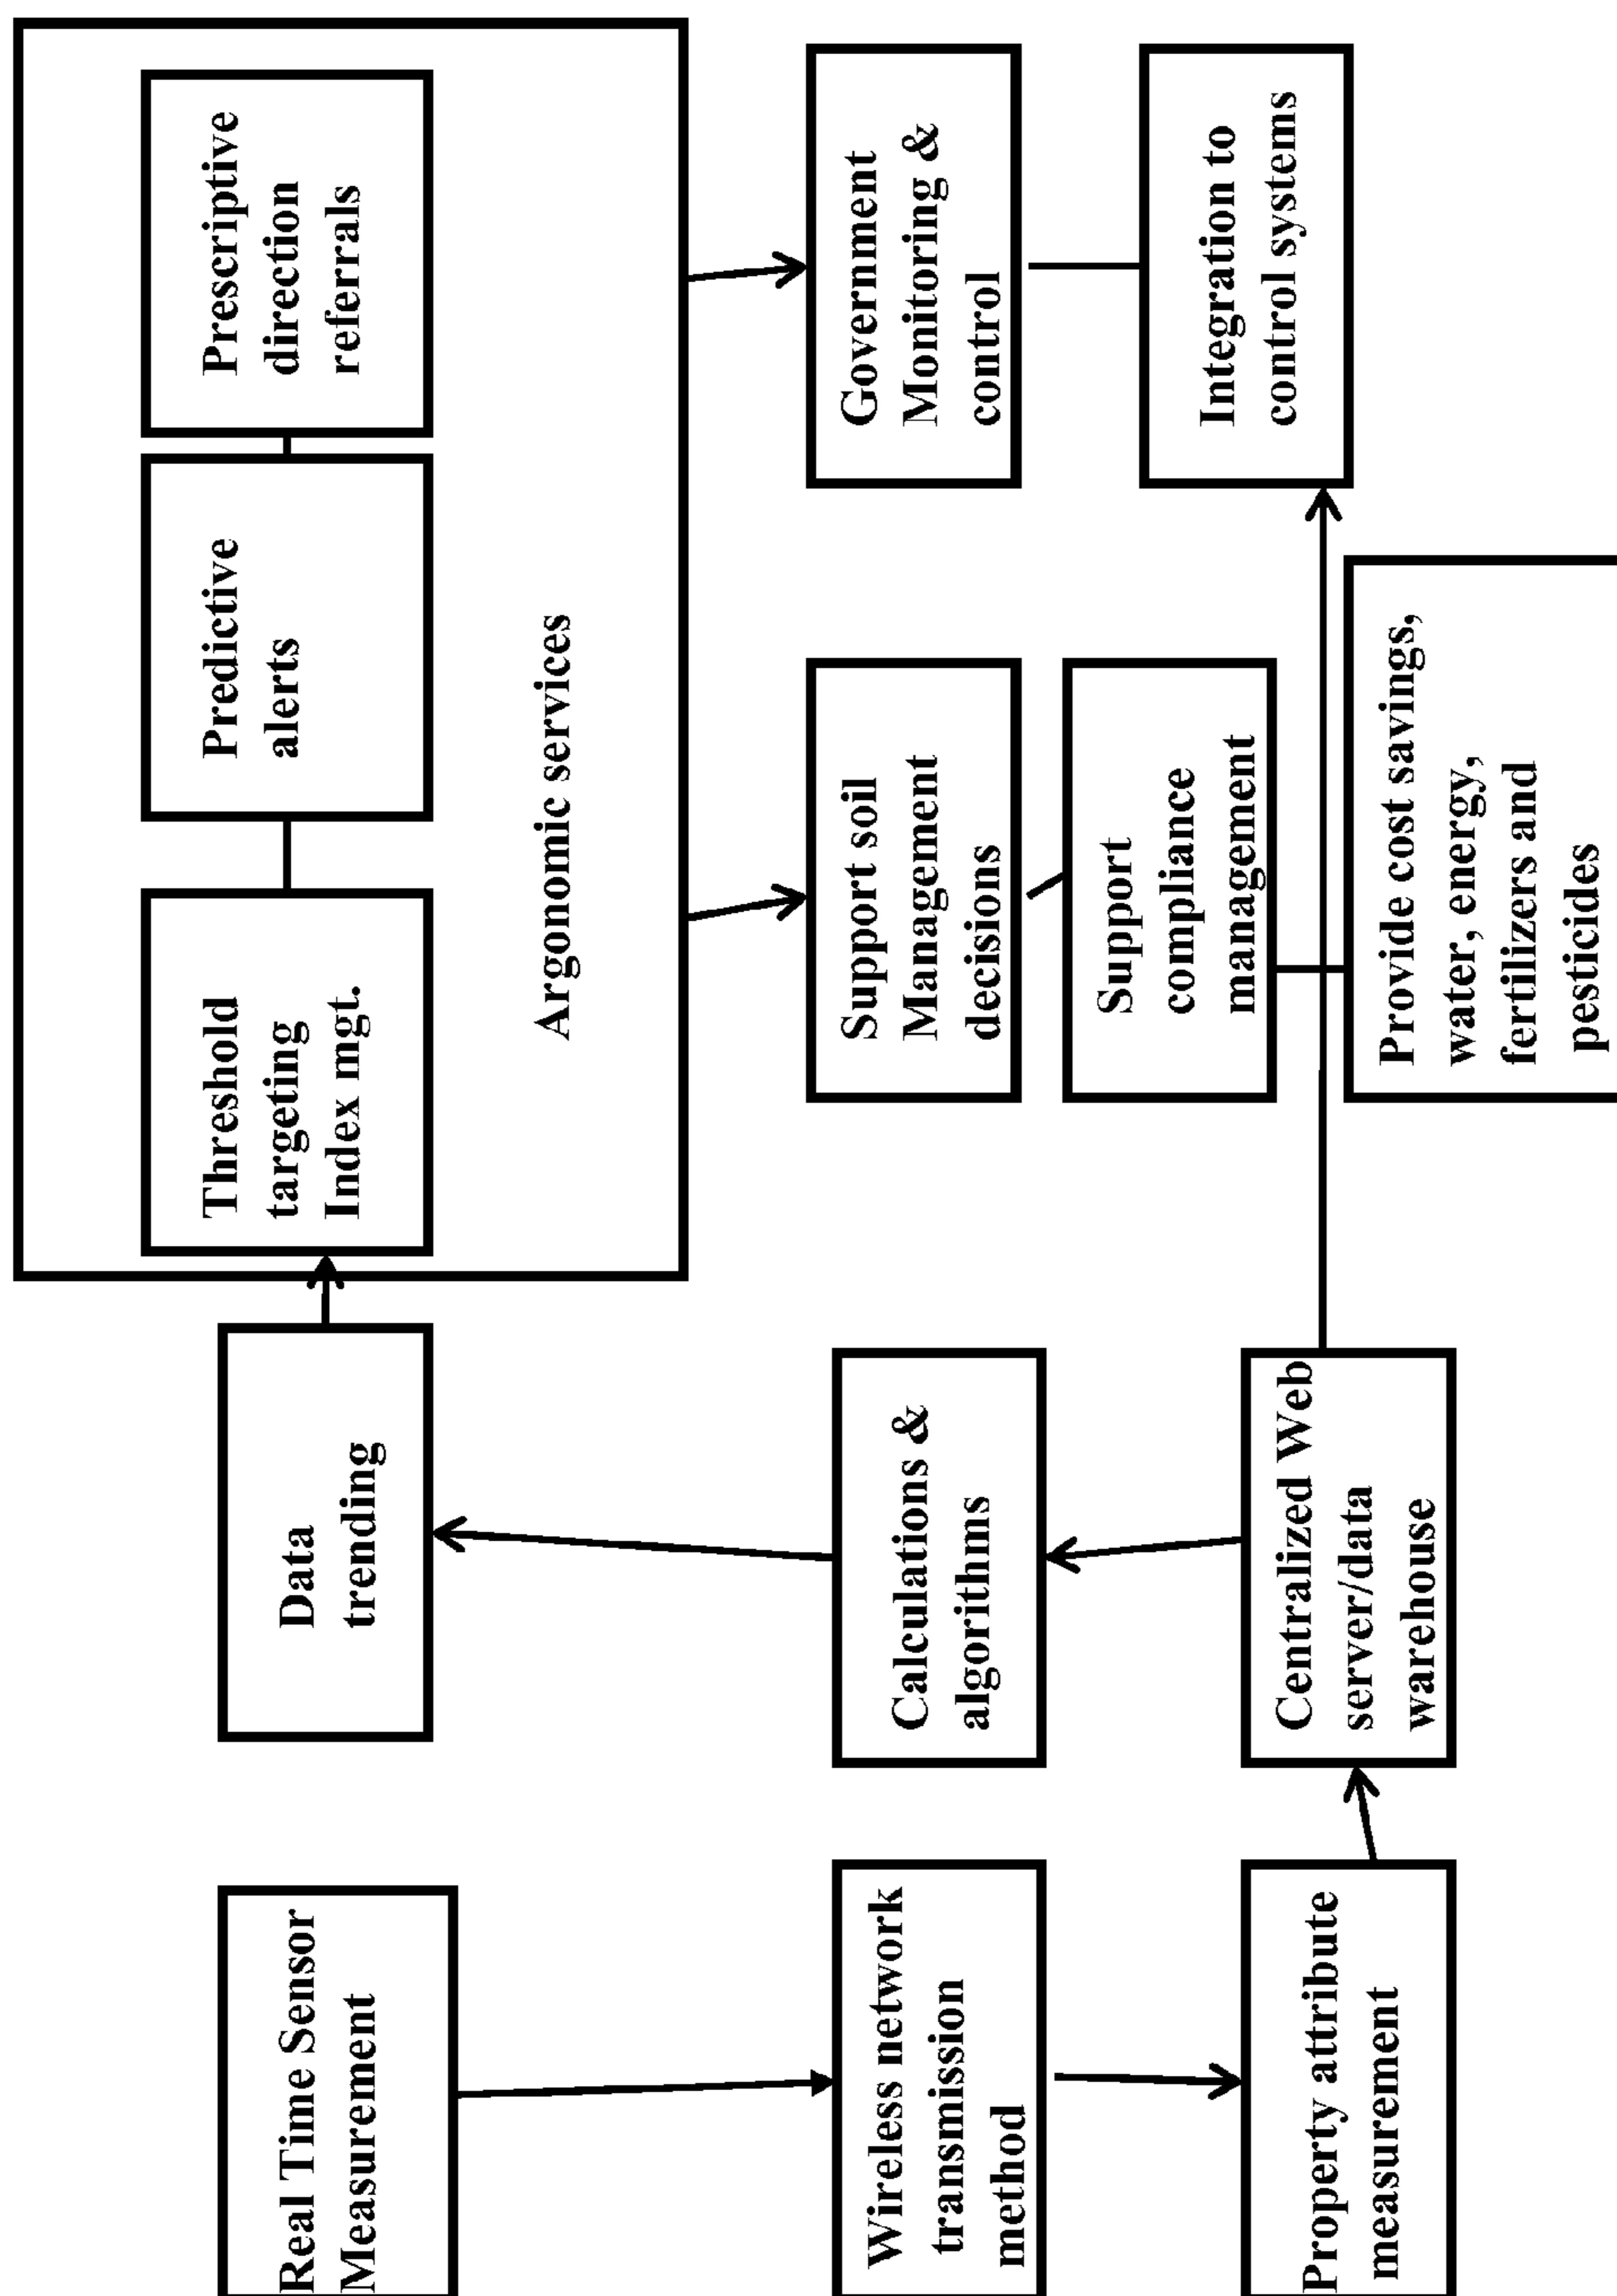 Real Time Sensor
Measurement
Wireless network
transmission
method
Property attribute
measurement
Centralized Web
server/data
warehouse
Calculations &
algorithms
Data
trending
Threshold
targeting
Index mgt.
Predictive
alerts
Prescriptive
direction
referrals
Argonomic services
Support soil
Management
decisions
Support
compliance
management
Provide cost savings,
water, energy,
fertilizers and
pesticides
Government
Monitoring &
control
Integration to
control systems